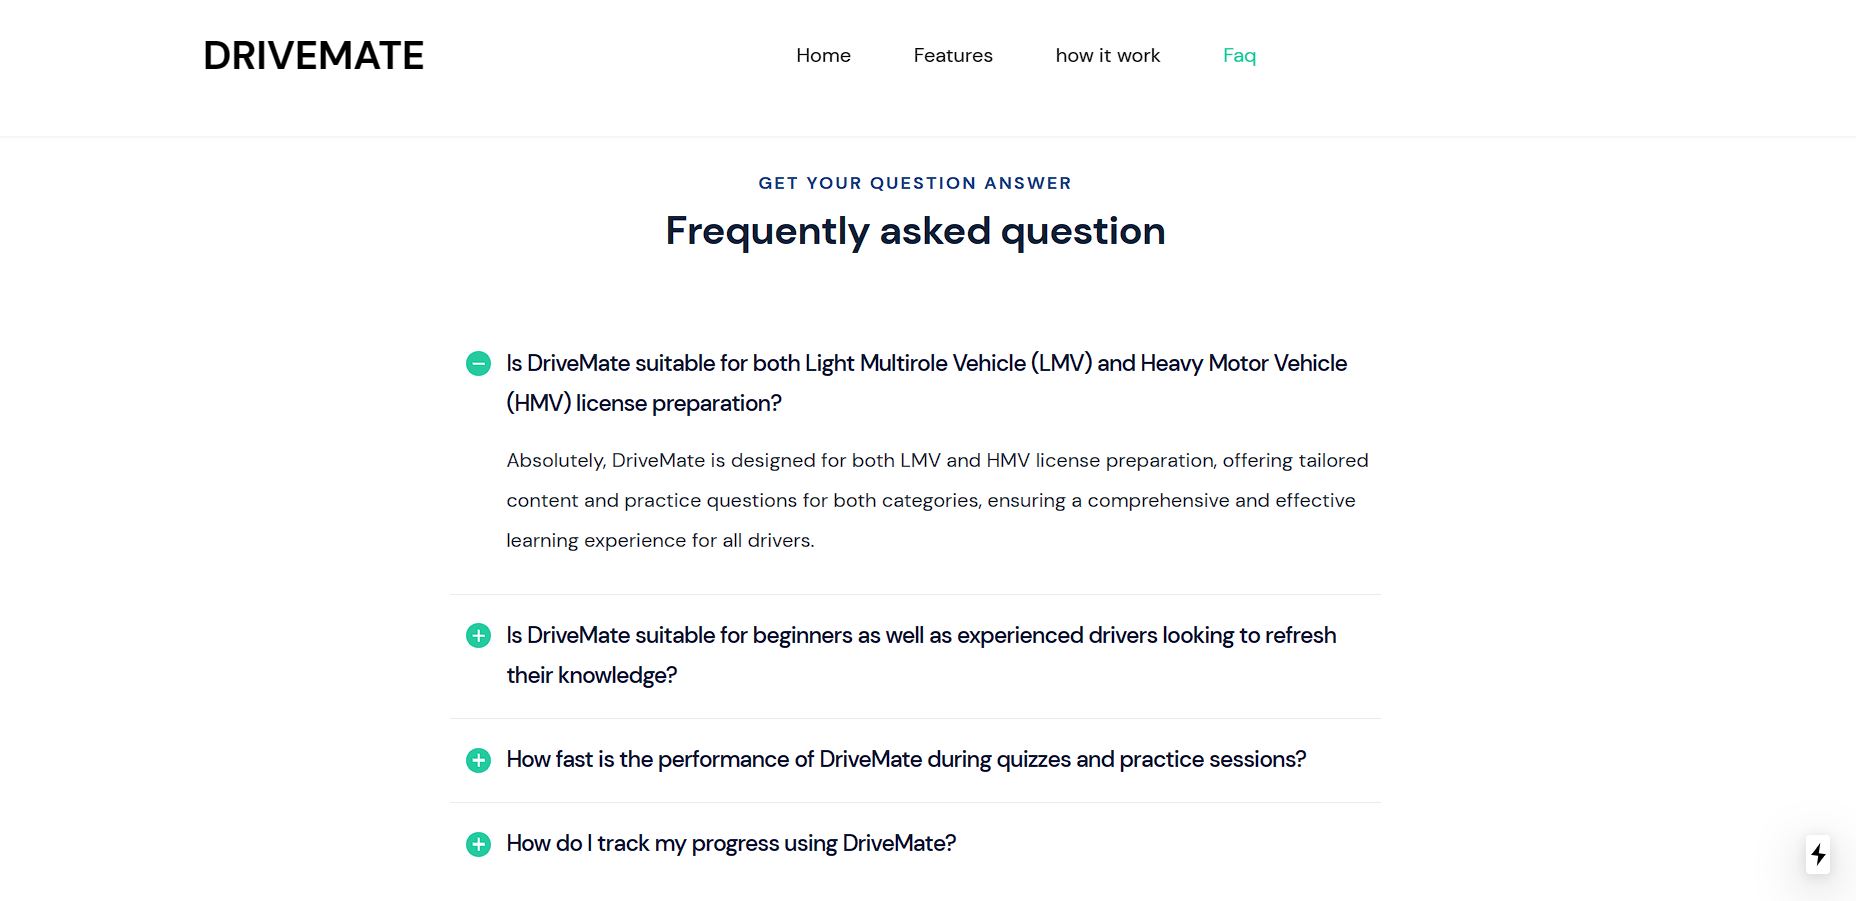 DRIVEMATE
Home Features how it work Faq
GET YOUR QUESTION ANSWER
Frequently asked question
Is DriveMate suitable for both Light Multirole Vehicle (LMV) and Heavy Motor Vehicle
(HMV) license preparation?
Absolutely, DriveMate is designed for both LMV and HMV license preparation, offering tailored
content and practice questions for both categories, ensuring a comprehensive and effective
learning experience for all drivers.
Is DriveMate suitable for beginners as well as experienced drivers looking to refresh
their knowledge?
How fast is the performance of DriveMate during quizzes and practice sessions?
How do I track my progress using DriveMate?